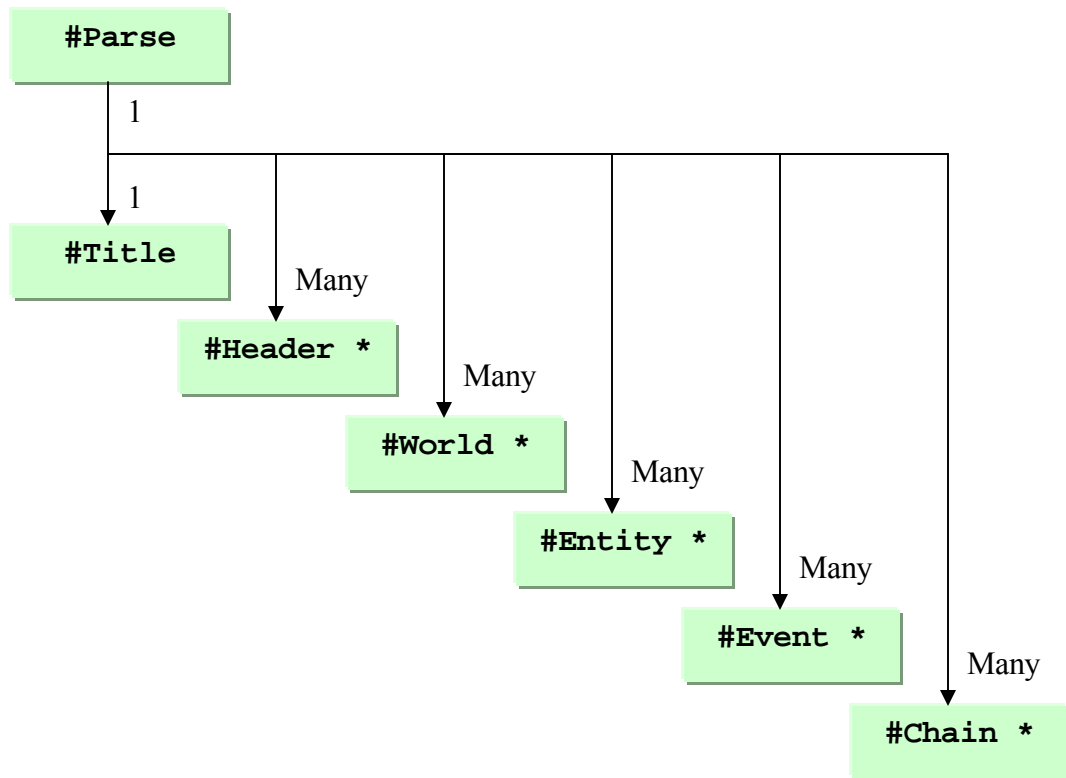 #Parse
1
1
#Title
Many
#Header *
Many
#World *
Many
#Entity *
Many
#Event *
Many
#Chain *